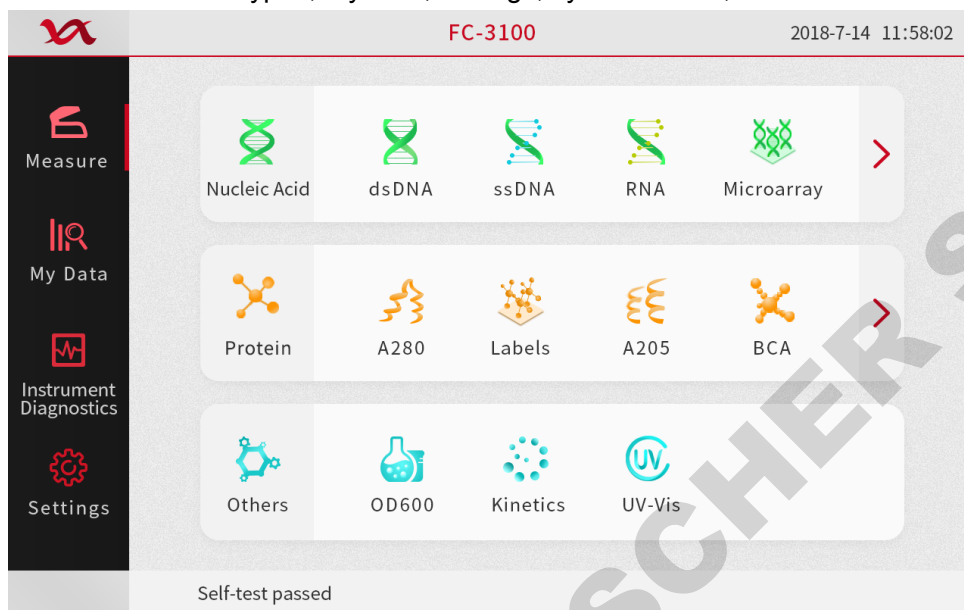 FC-3100
2018-7-14 11:58:02
Measure
My Data
Instrument
Diagnostics
Settings
Nucleic Acid
dsDNA
ssDNA
RNA
Microarray
Protein
A280
Labels
A205
BCA
Others
OD600
Kinetics
UV
UV-Vis
Self-test passed
SCHER